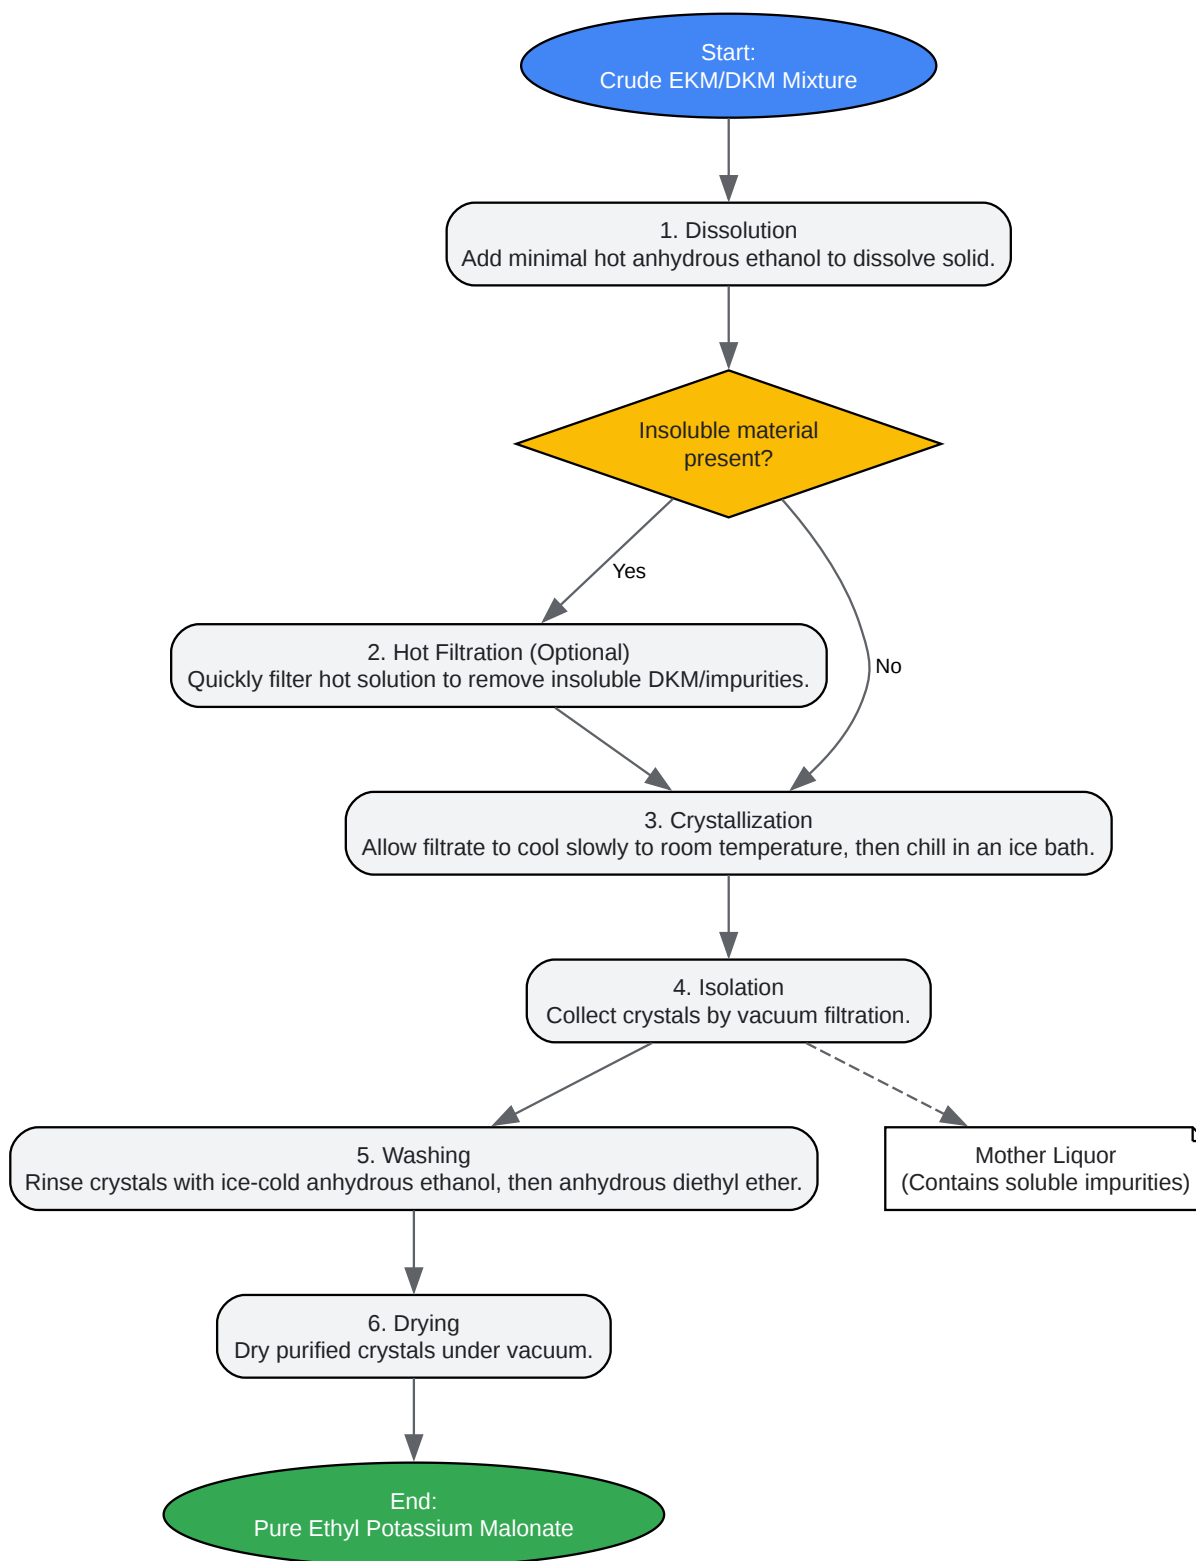 Start:
Crude EKM/DKM Mixture
1. Dissolution
Add minimal hot anhydrous ethanol to dissolve solid.
Insoluble material
present?
Yes
2. Hot Filtration (Optional)
Quickly filter hot solution to remove insoluble DKM/impurities.
No
3. Crystallization
Allow filtrate to cool slowly to room temperature, then chill in an ice bath.
4. Isolation
Collect crystals by vacuum filtration.
5. Washing
Rinse crystals with ice-cold anhydrous ethanol, then anhydrous diethyl ether.
Mother Liquor
(Contains soluble impurities)
6. Drying
Dry purified crystals under vacuum.
End:
Pure Ethyl Potassium Malonate